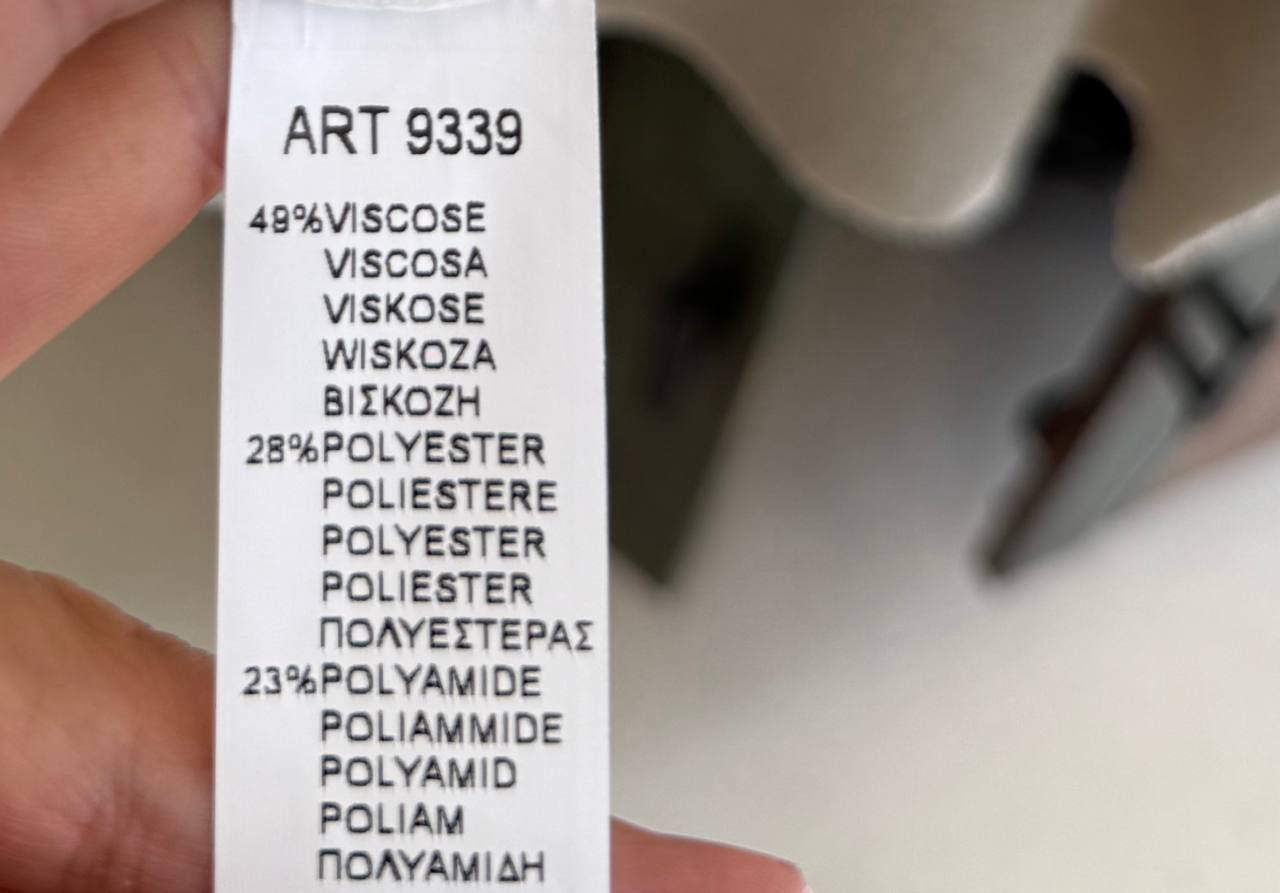 ART 9339
49%VISCOSE
VISCOSA
VISKOSE
WISKOZA
ΒΙΣΚΟΖΗ
28%POLYESTER
POLIESTERE
POLYESTER
POLIESTER
ΠΟΛΥΕΣΤΕΡΑΣ
23%POLYAMIDE
POLIAMMIDE
POLYAMID
POLIAM
ΠΟΛΥΑΜΙΔΗ